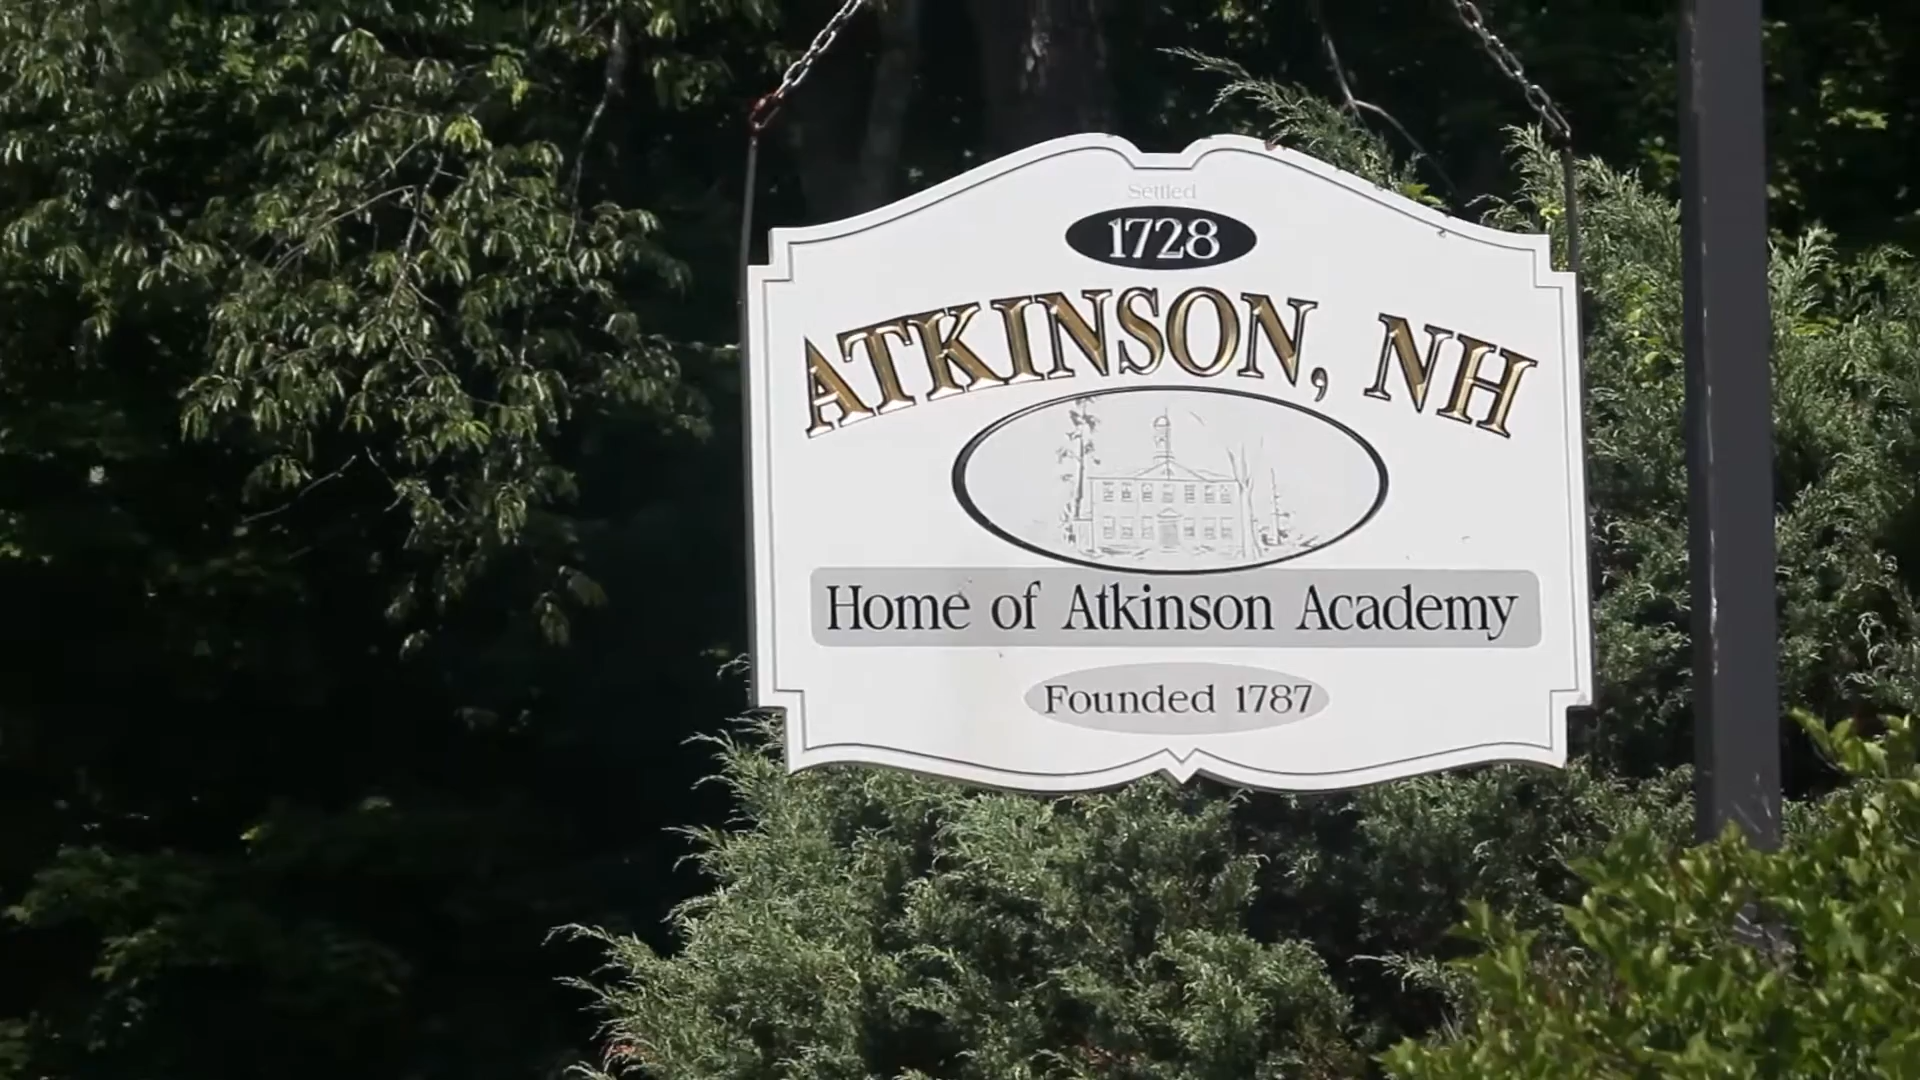 Settled
1728
ATKINSON, NH
Home of Atkinson Academy
Founded 1787